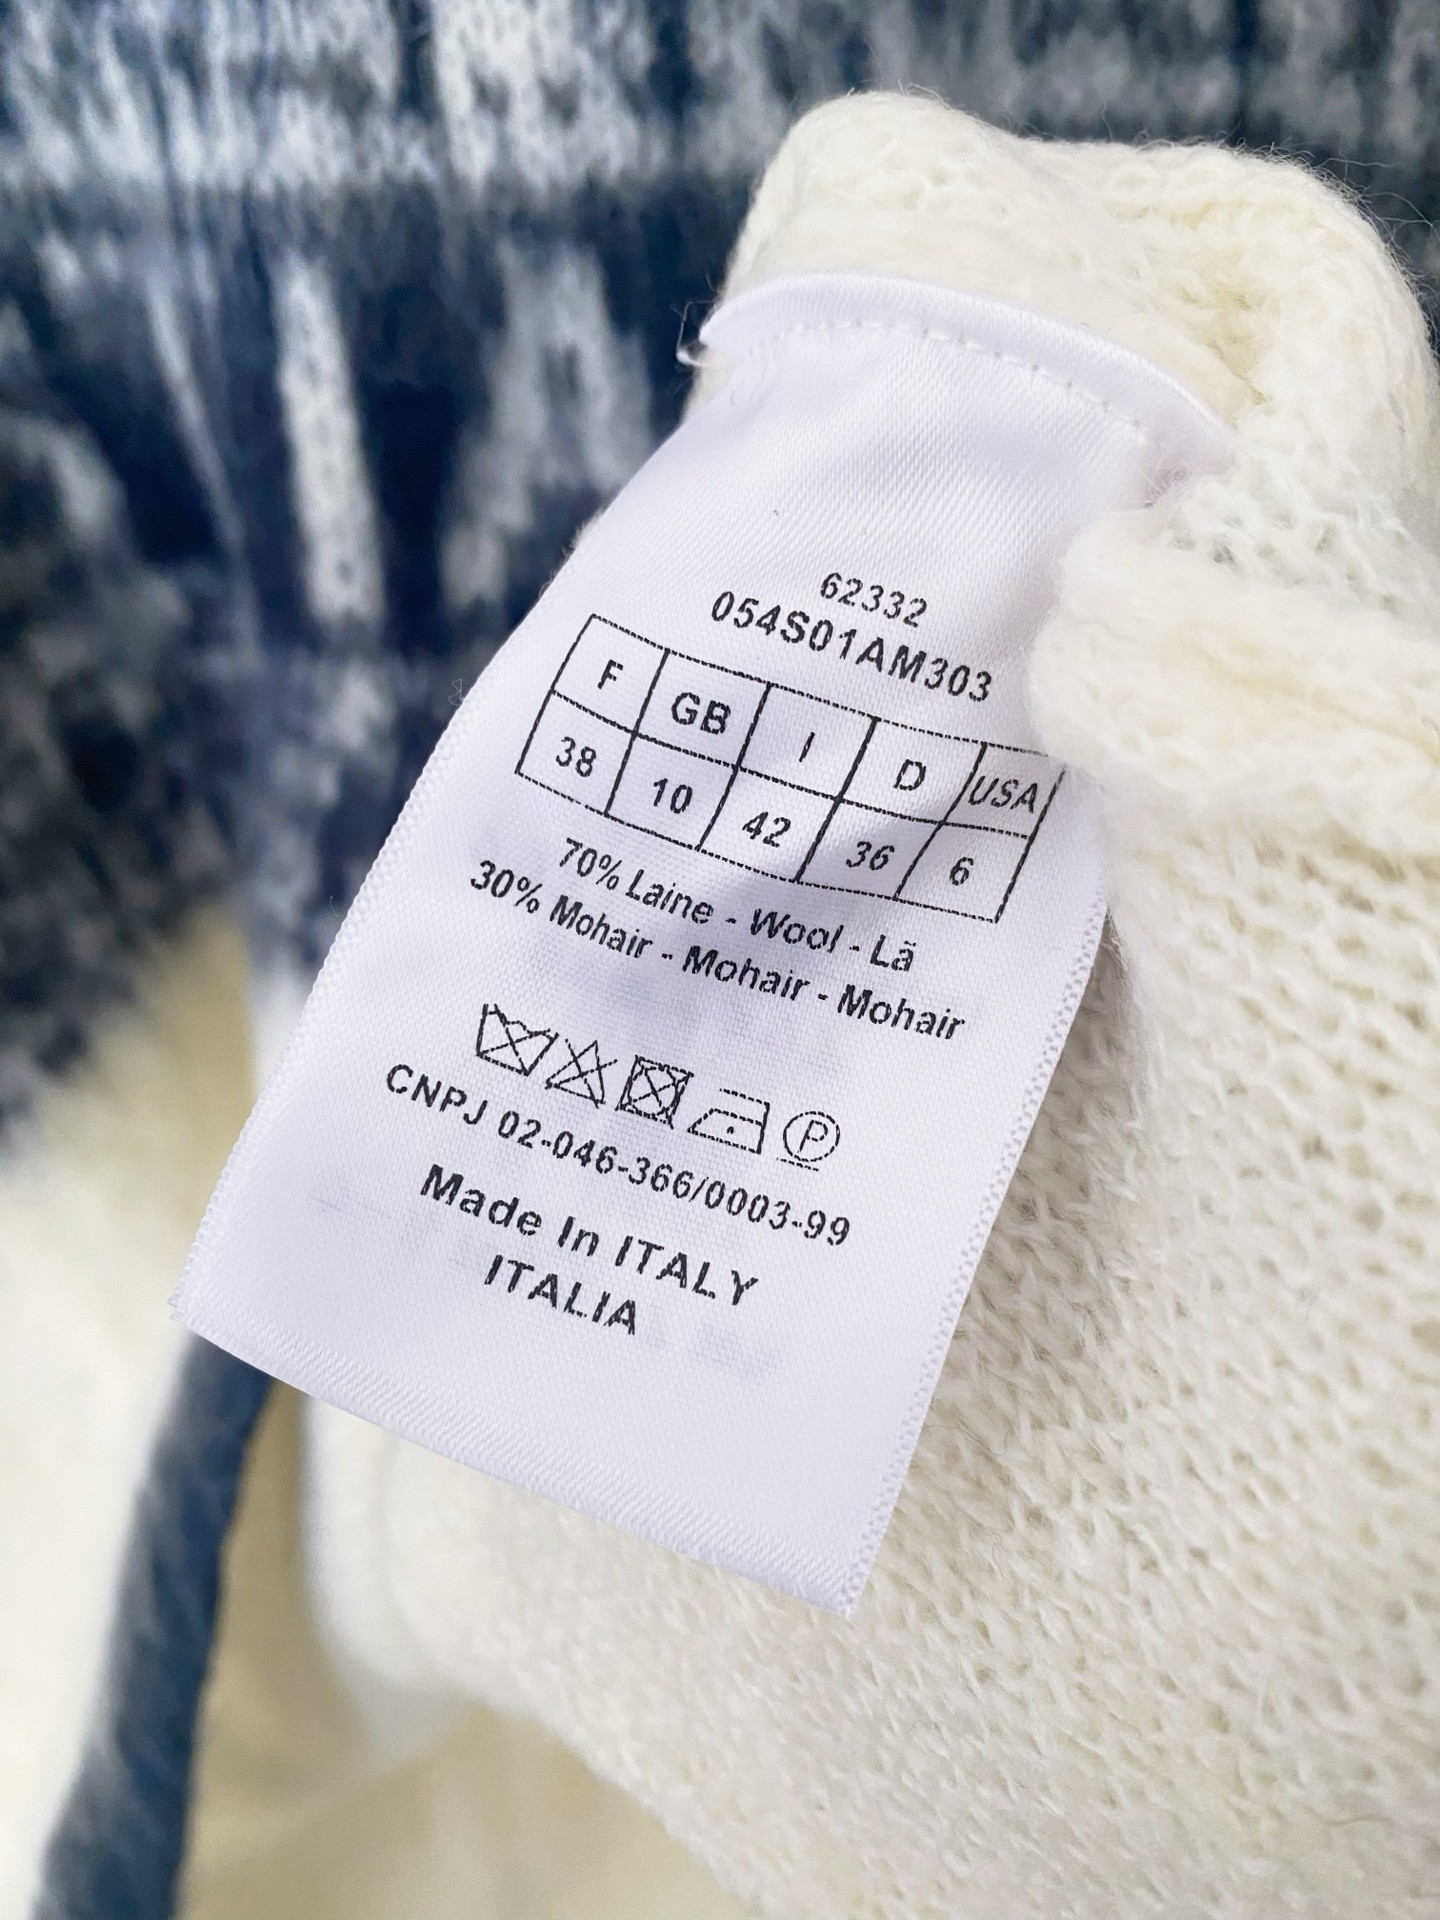 62332
054S01AM303
F GB I D USA
38 10 42 36 6
70% Laine - Wool - Lã
30% Mohair - Mohair - Mohair
P
CNPJ 02-046-366/0003-99
Made In ITALY
ITALIA